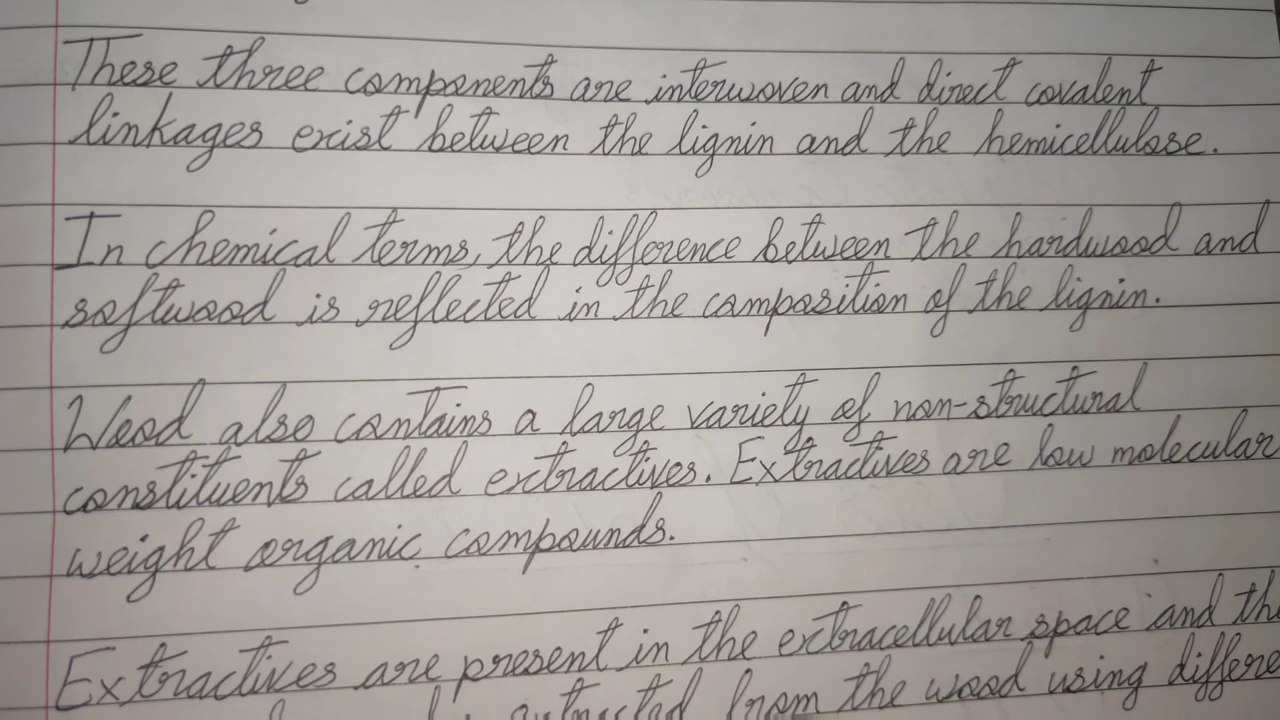 These three components are interwoven and direct covalent
linkages exist between the lignin and the hemicellulose.
In chemical terms, the difference between the hardwood and
softwood is reflected in the composition of the lignin.
Wood also contains a large variety of non-structural
constituents called extractives. Extractives are low molecular
weight organic compounds.
Extractives are present in the extracellular space and the
extracted from the wood using differe